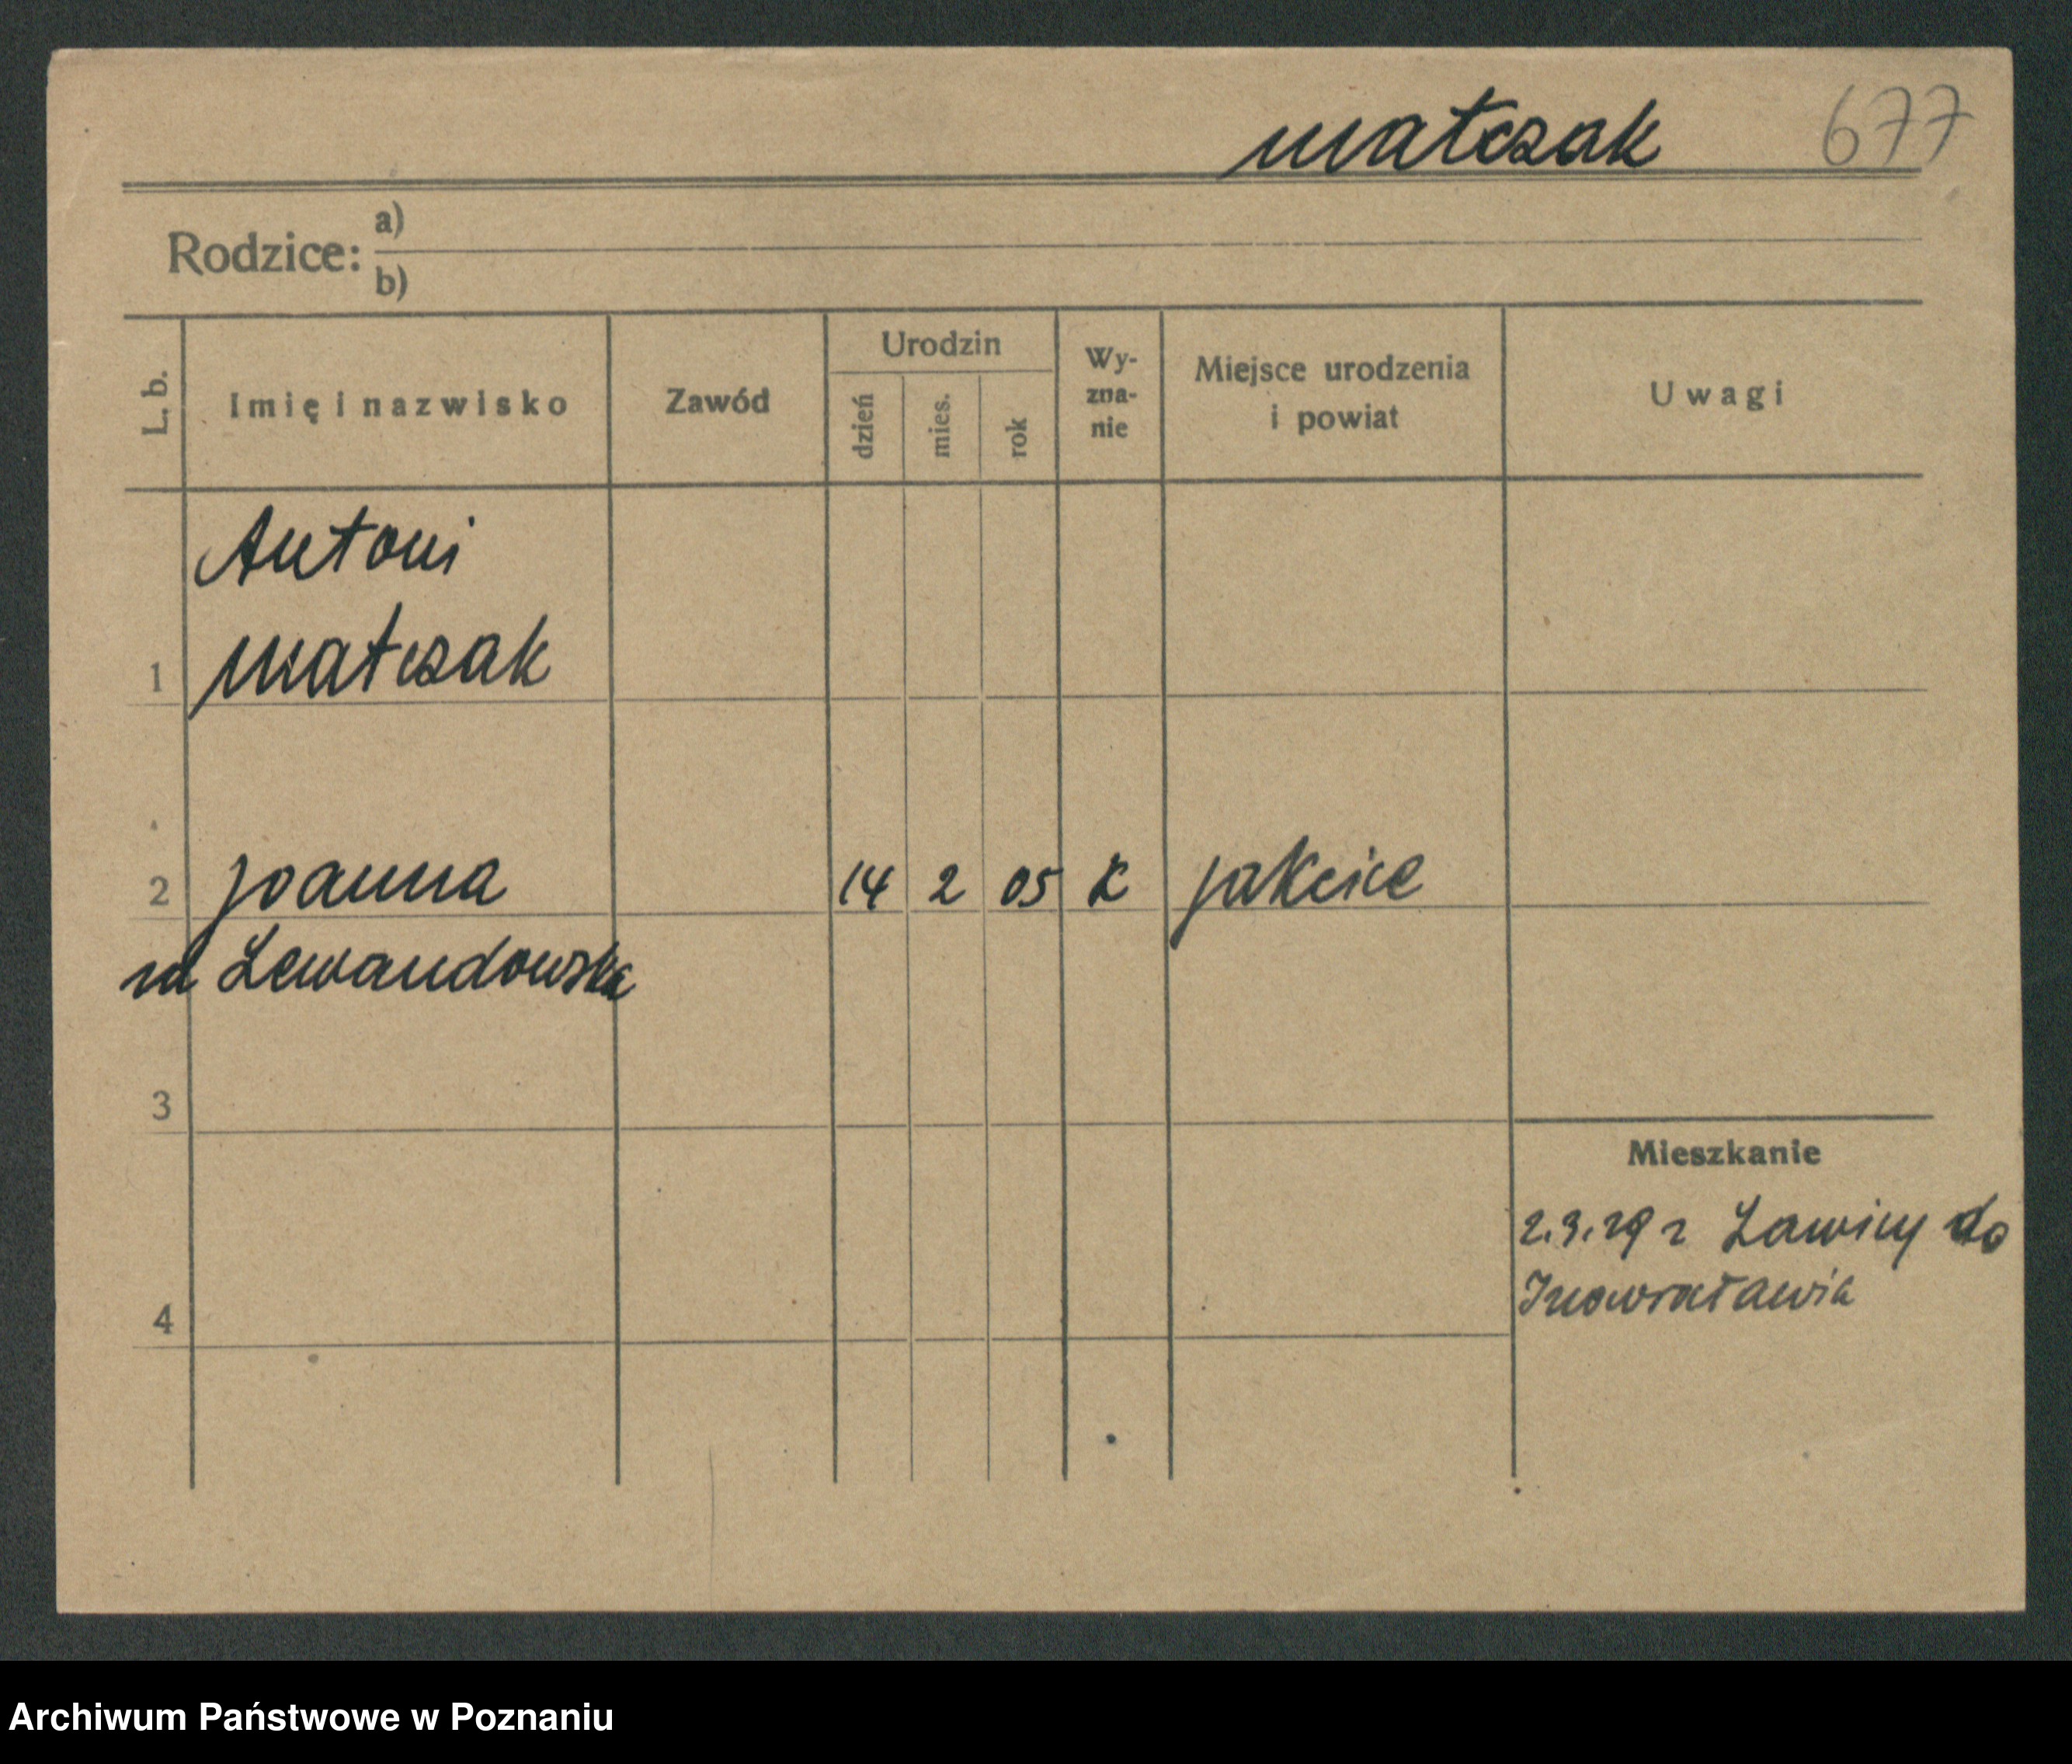 Matczak 677
Rodzice: a)
b)
L. b. Imię i nazwisko Zawód Urodzin dzień mies. rok Wy-zna-nie Miejsce urodzenia i powiat Uwagi
Antoni
1 Matczak
2 Joanna 14 2 05 K Jakcice
Lewandowska
3
Mieszkanie
2.3.29 z Ławicy do
4 Inowrocławia
Archiwum Państwowe w Poznaniu